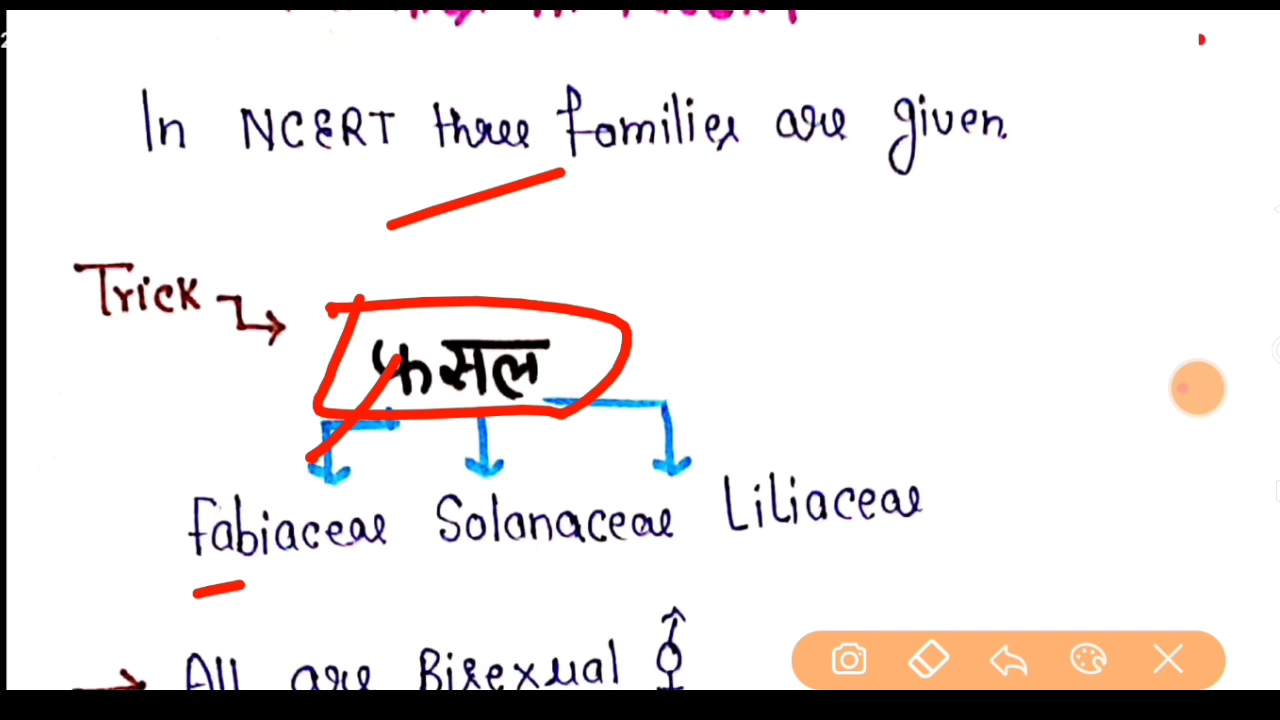 In NCERT three families are given.
Trick
फसल
Fabiaceae Solanaceae Liliaceae
All are Bisexual